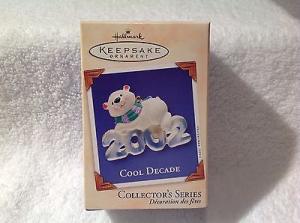 Hallmark
KEEPSAKE
ORNAMENT
2002
COOL DECADE
COLLECTOR'S SERIES
Décoration des fêtes